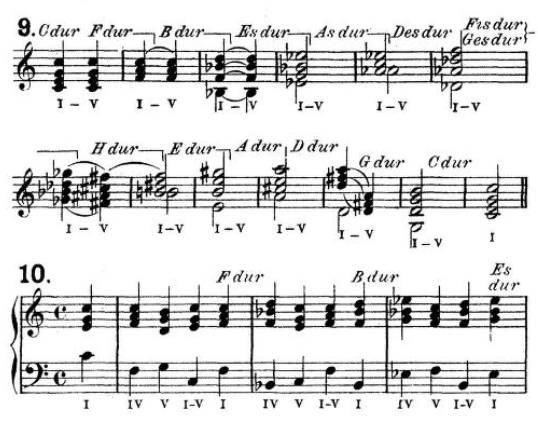 9. C dur F dur B dur Es dur As dur Des dur Fis dur
Ges dur
I – V I – V I – V I – V I – V I – V I – V
H dur E dur A dur D dur G dur C dur
I – V I – V I – V I – V I – V I – V I
10. F dur B dur Es
dur
I IV V I-V I IV V I-V I IV V I